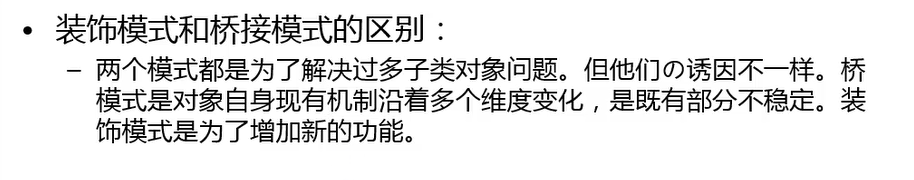 • 装饰模式和桥接模式的区别：
– 两个模式都是为了解决过多子类对象问题。但他们の诱因不一样。桥
模式是对象自身现有机制沿着多个维度变化，是既有部分不稳定。装
饰模式是为了增加新的功能。